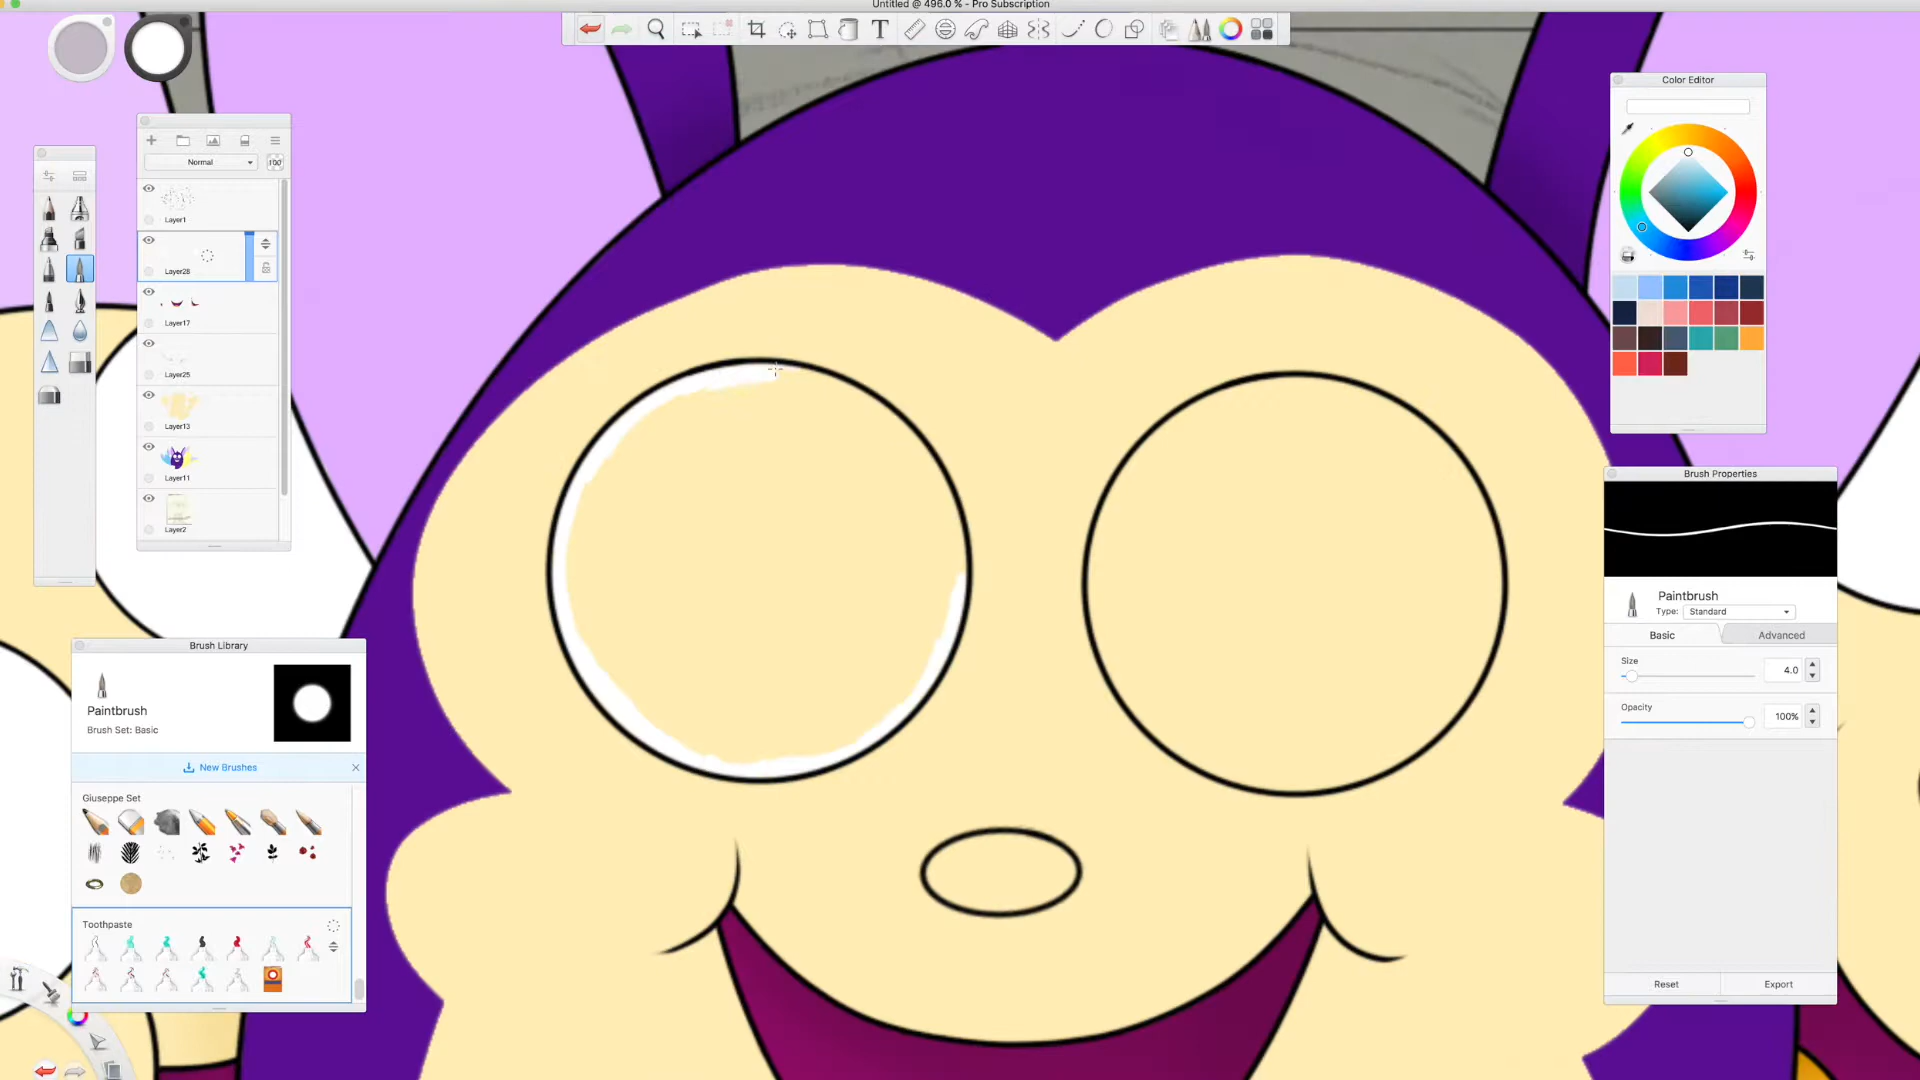 Untitled @ 496.0 % - Pro Subscription
T
Color Editor
Normal
100
Layer1
Layer28
Layer17
Layer25
Layer13
Layer11
Layer2
Brush Properties
Paintbrush
Type: Standard
Basic
Advanced
Size
4.0
Opacity
100%
Reset
Export
Brush Library
Paintbrush
Brush Set: Basic
New Brushes
Giuseppe Set
Toothpaste